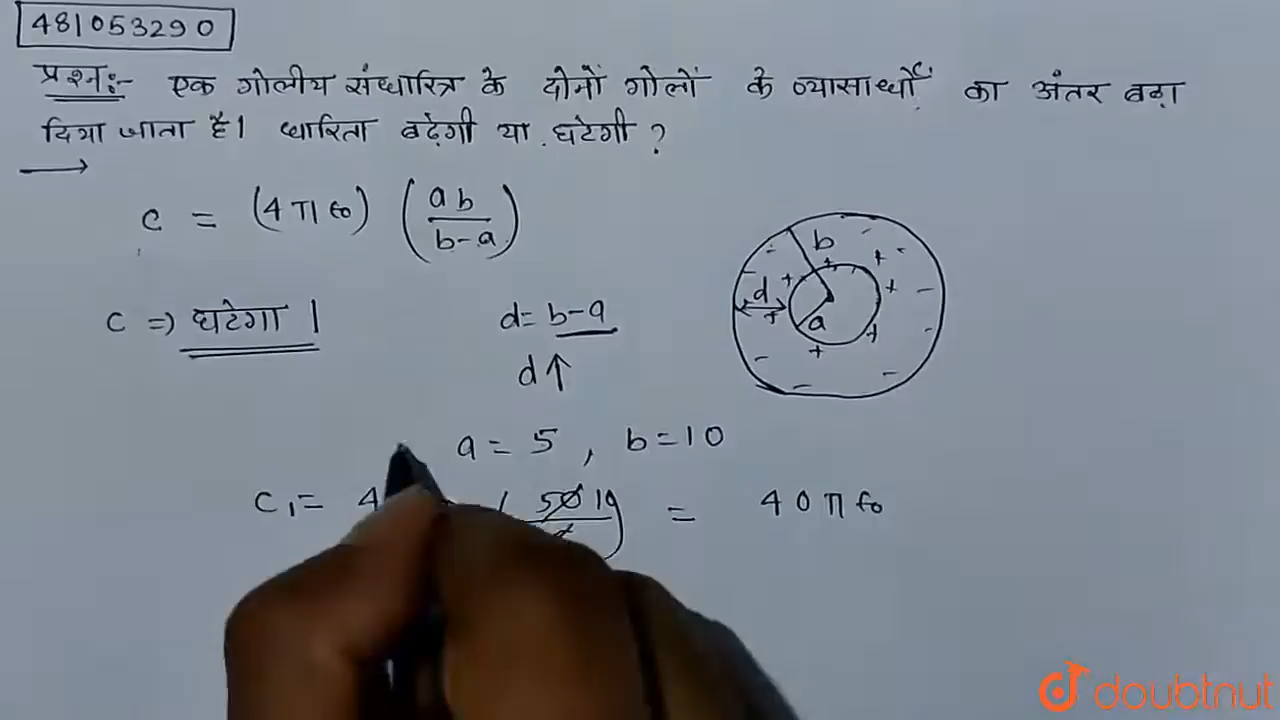 481053290
प्रश्न:- एक गोलीय संधारित्र के दोनों गोलों के व्यासार्धों का अंतर बढ़ा
दिया जाता है। धारिता बढ़ेगी या घटेगी ?
→
C = (4π ε₀) (ab / b-a)
b
d
a
C ⇒ घटेगा।
d = b-a
d↑
a = 5 , b = 10
C₁ = 4 = 40π ε₀
doubtnut